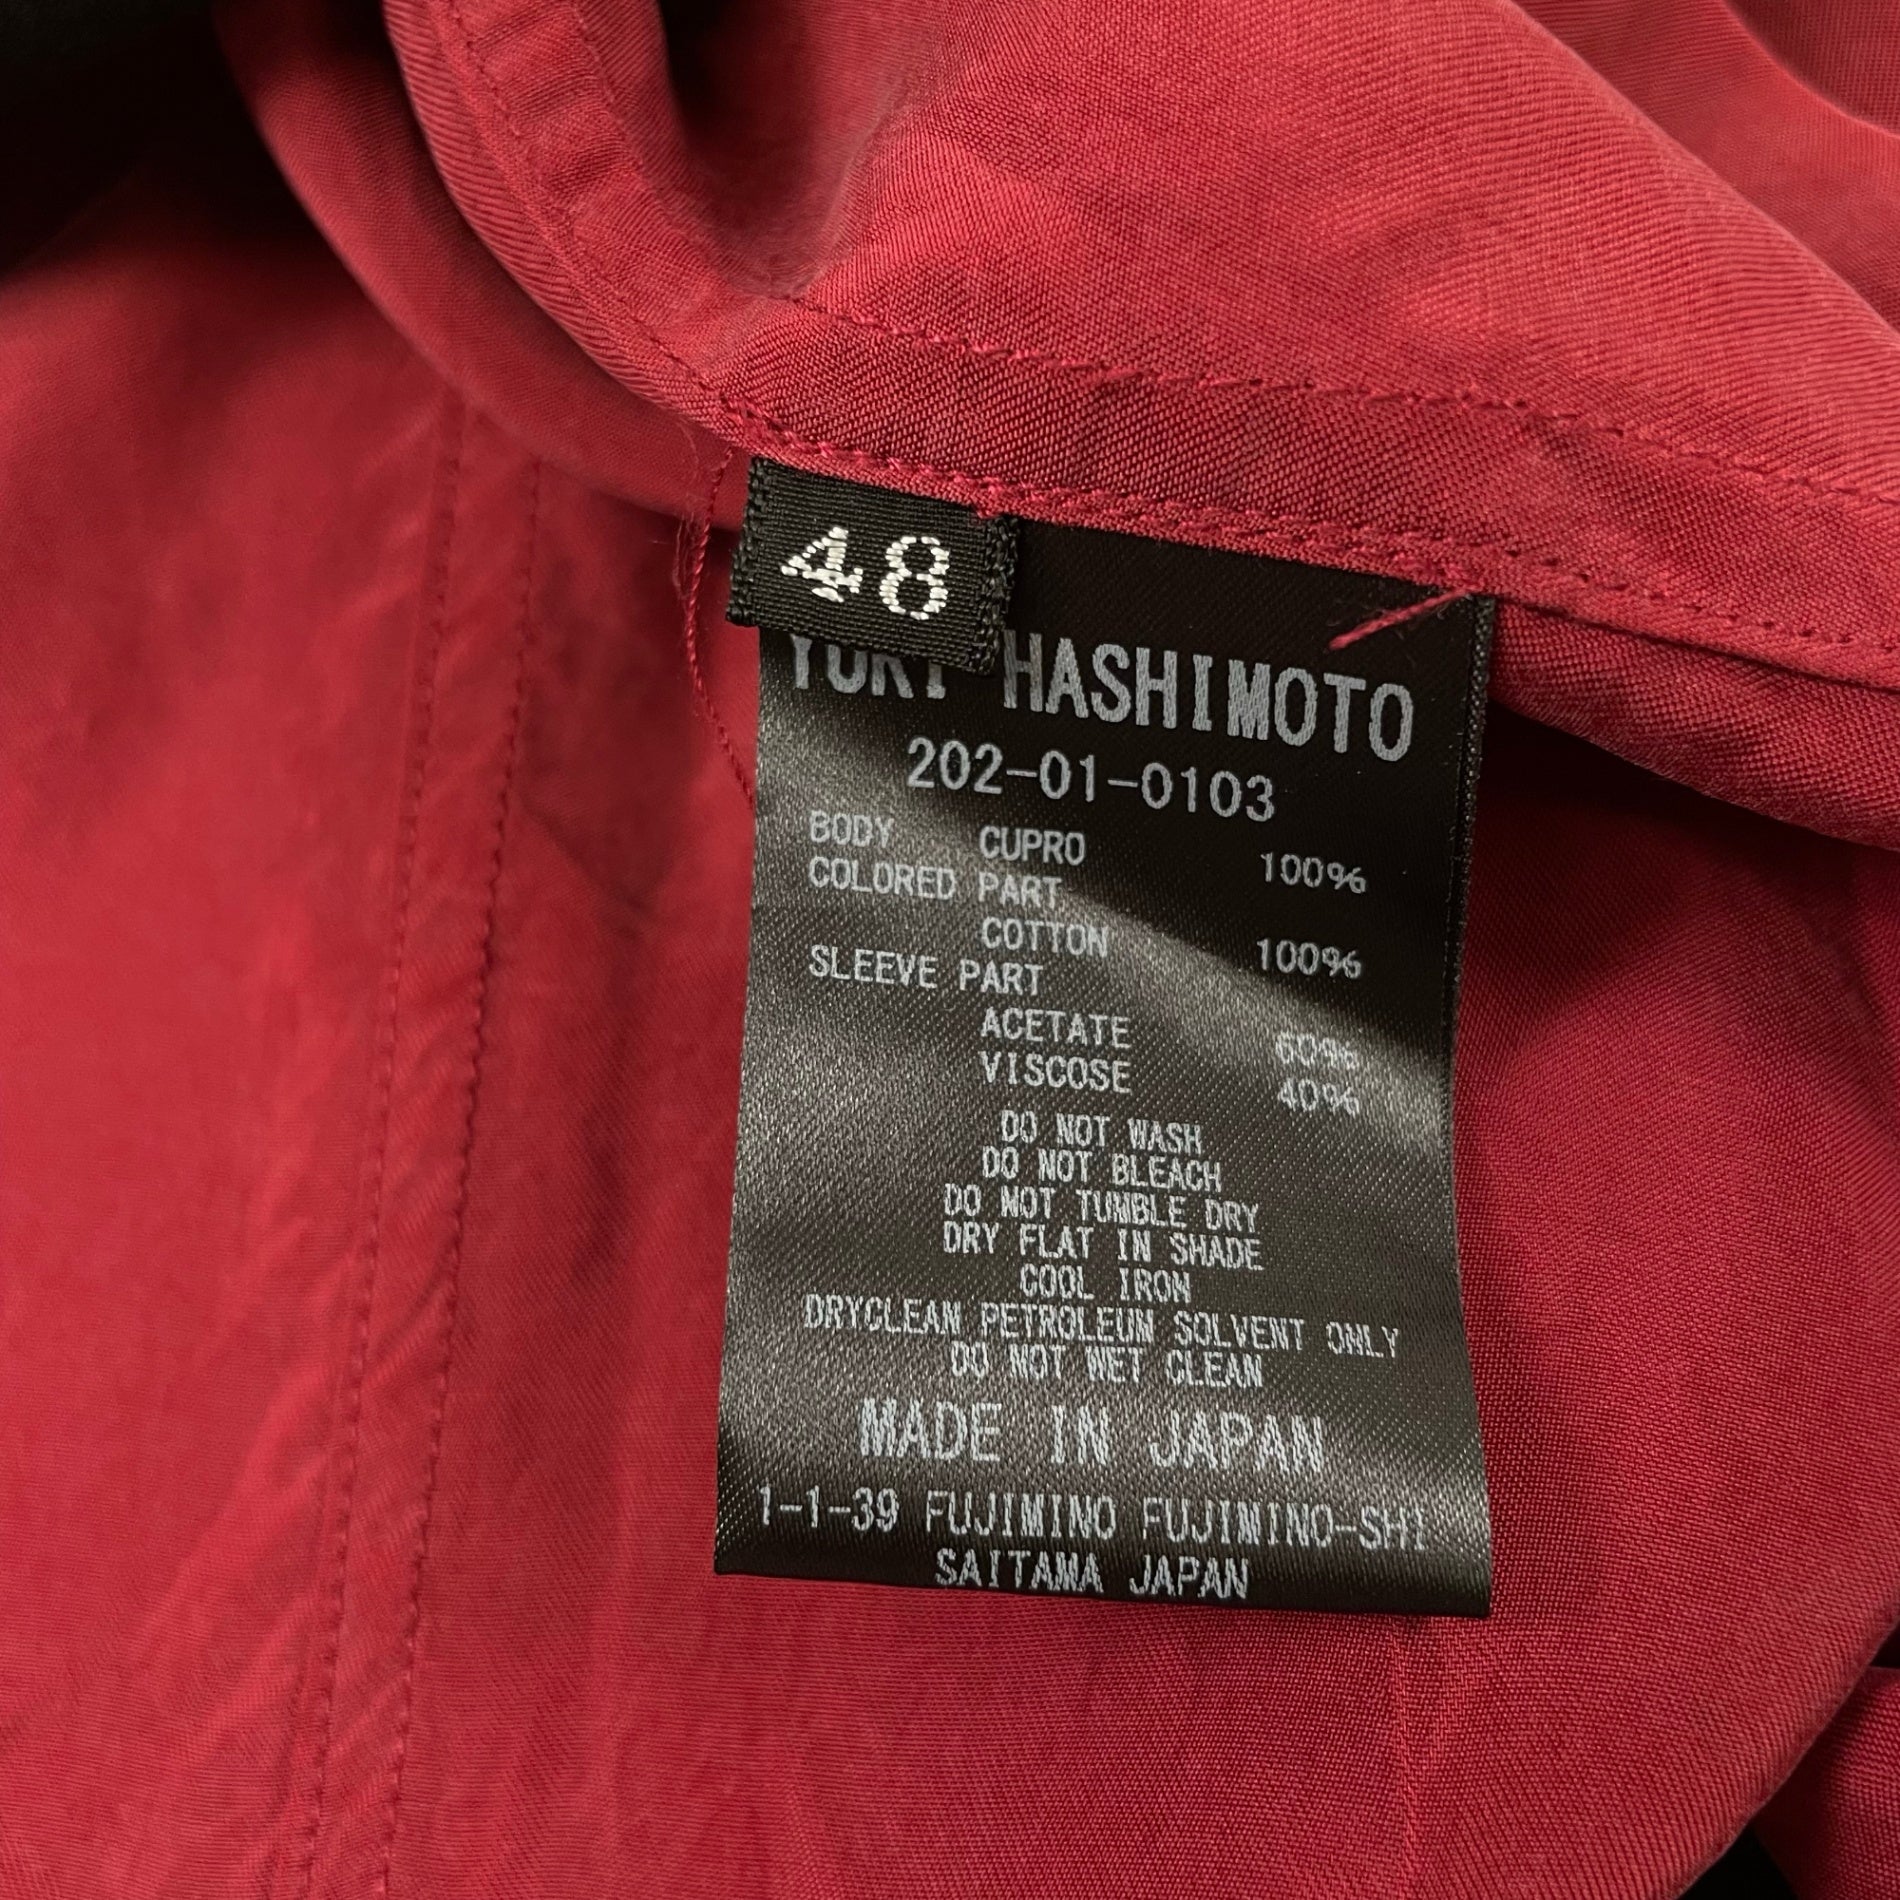 48
YUKI HASHIMOTO
202-01-0103
BODY CUPRO 100%
COLORED PART
COTTON 100%
SLEEVE PART
ACETATE 60%
VISCOSE 40%
DO NOT WASH
DO NOT BLEACH
DO NOT TUMBLE DRY
DRY FLAT IN SHADE
COOL IRON
DRYCLEAN PETROLEUM SOLVENT ONLY
DO NOT WET CLEAN
MADE IN JAPAN
1-1-39 FUJIMINO FUJIMINO-SHI
SAITAMA JAPAN